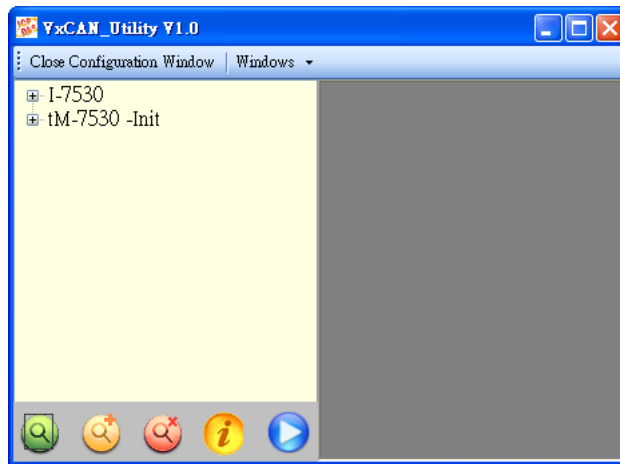 VxCAN_Utility V1.0
Close Configuration Window Windows
I-7530
tM-7530 -Init